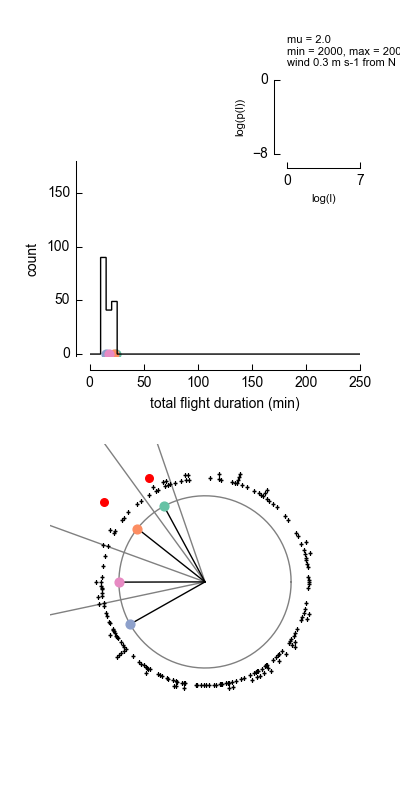 mu = 2.0
min = 2000, max = 200
wind 0.3 m s-1 from N
0
log(p(l))
−8
0 7
log(l)
150
count
100
50
0
0 50 100 150 200 250
total flight duration (min)